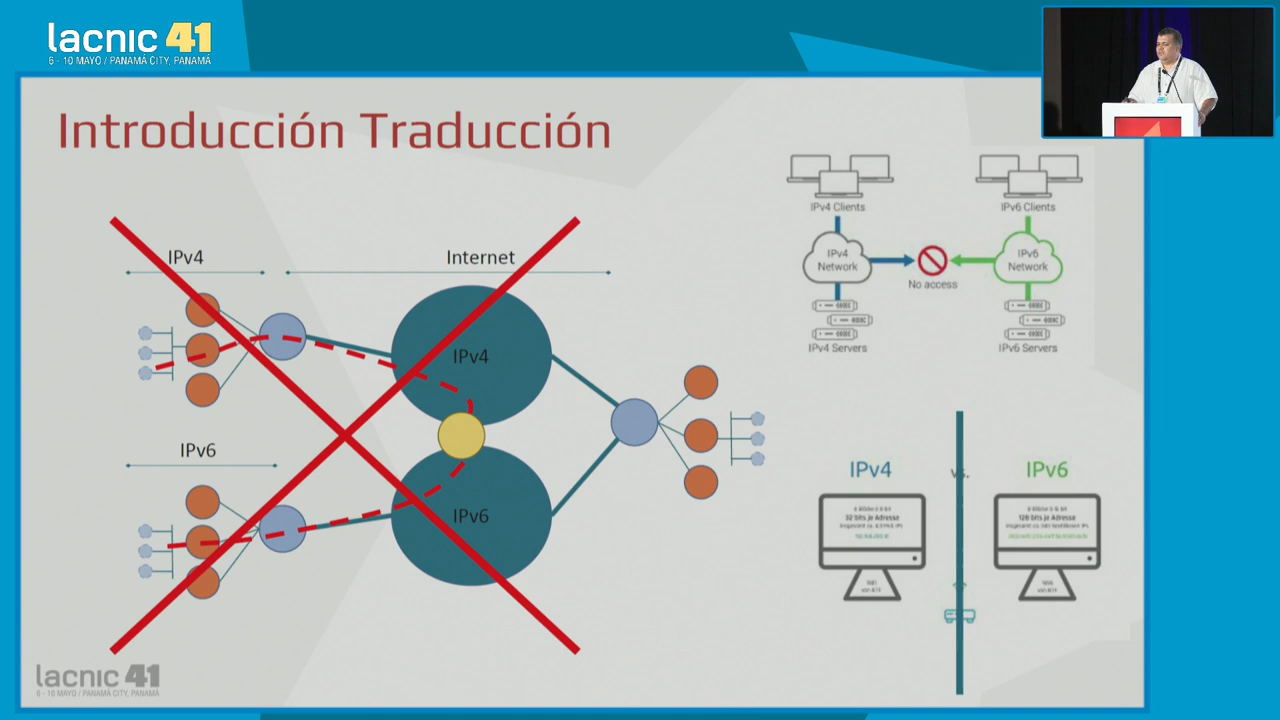 lacnic 41
6 - 10 MAYO / PANAMÁ CITY, PANAMÁ
Introducción Traducción
IPv4
Internet
IPv4
IPv6
IPv6
IPv4 Clients
IPv6 Clients
IPv4
Network
IPv6
Network
No access
IPv4 Servers
IPv6 Servers
IPv4
vs.
IPv6
32 bits je Adresse
128 bits je Adresse
lacnic 41
6 - 10 MAYO / PANAMÁ CITY, PANAMÁ